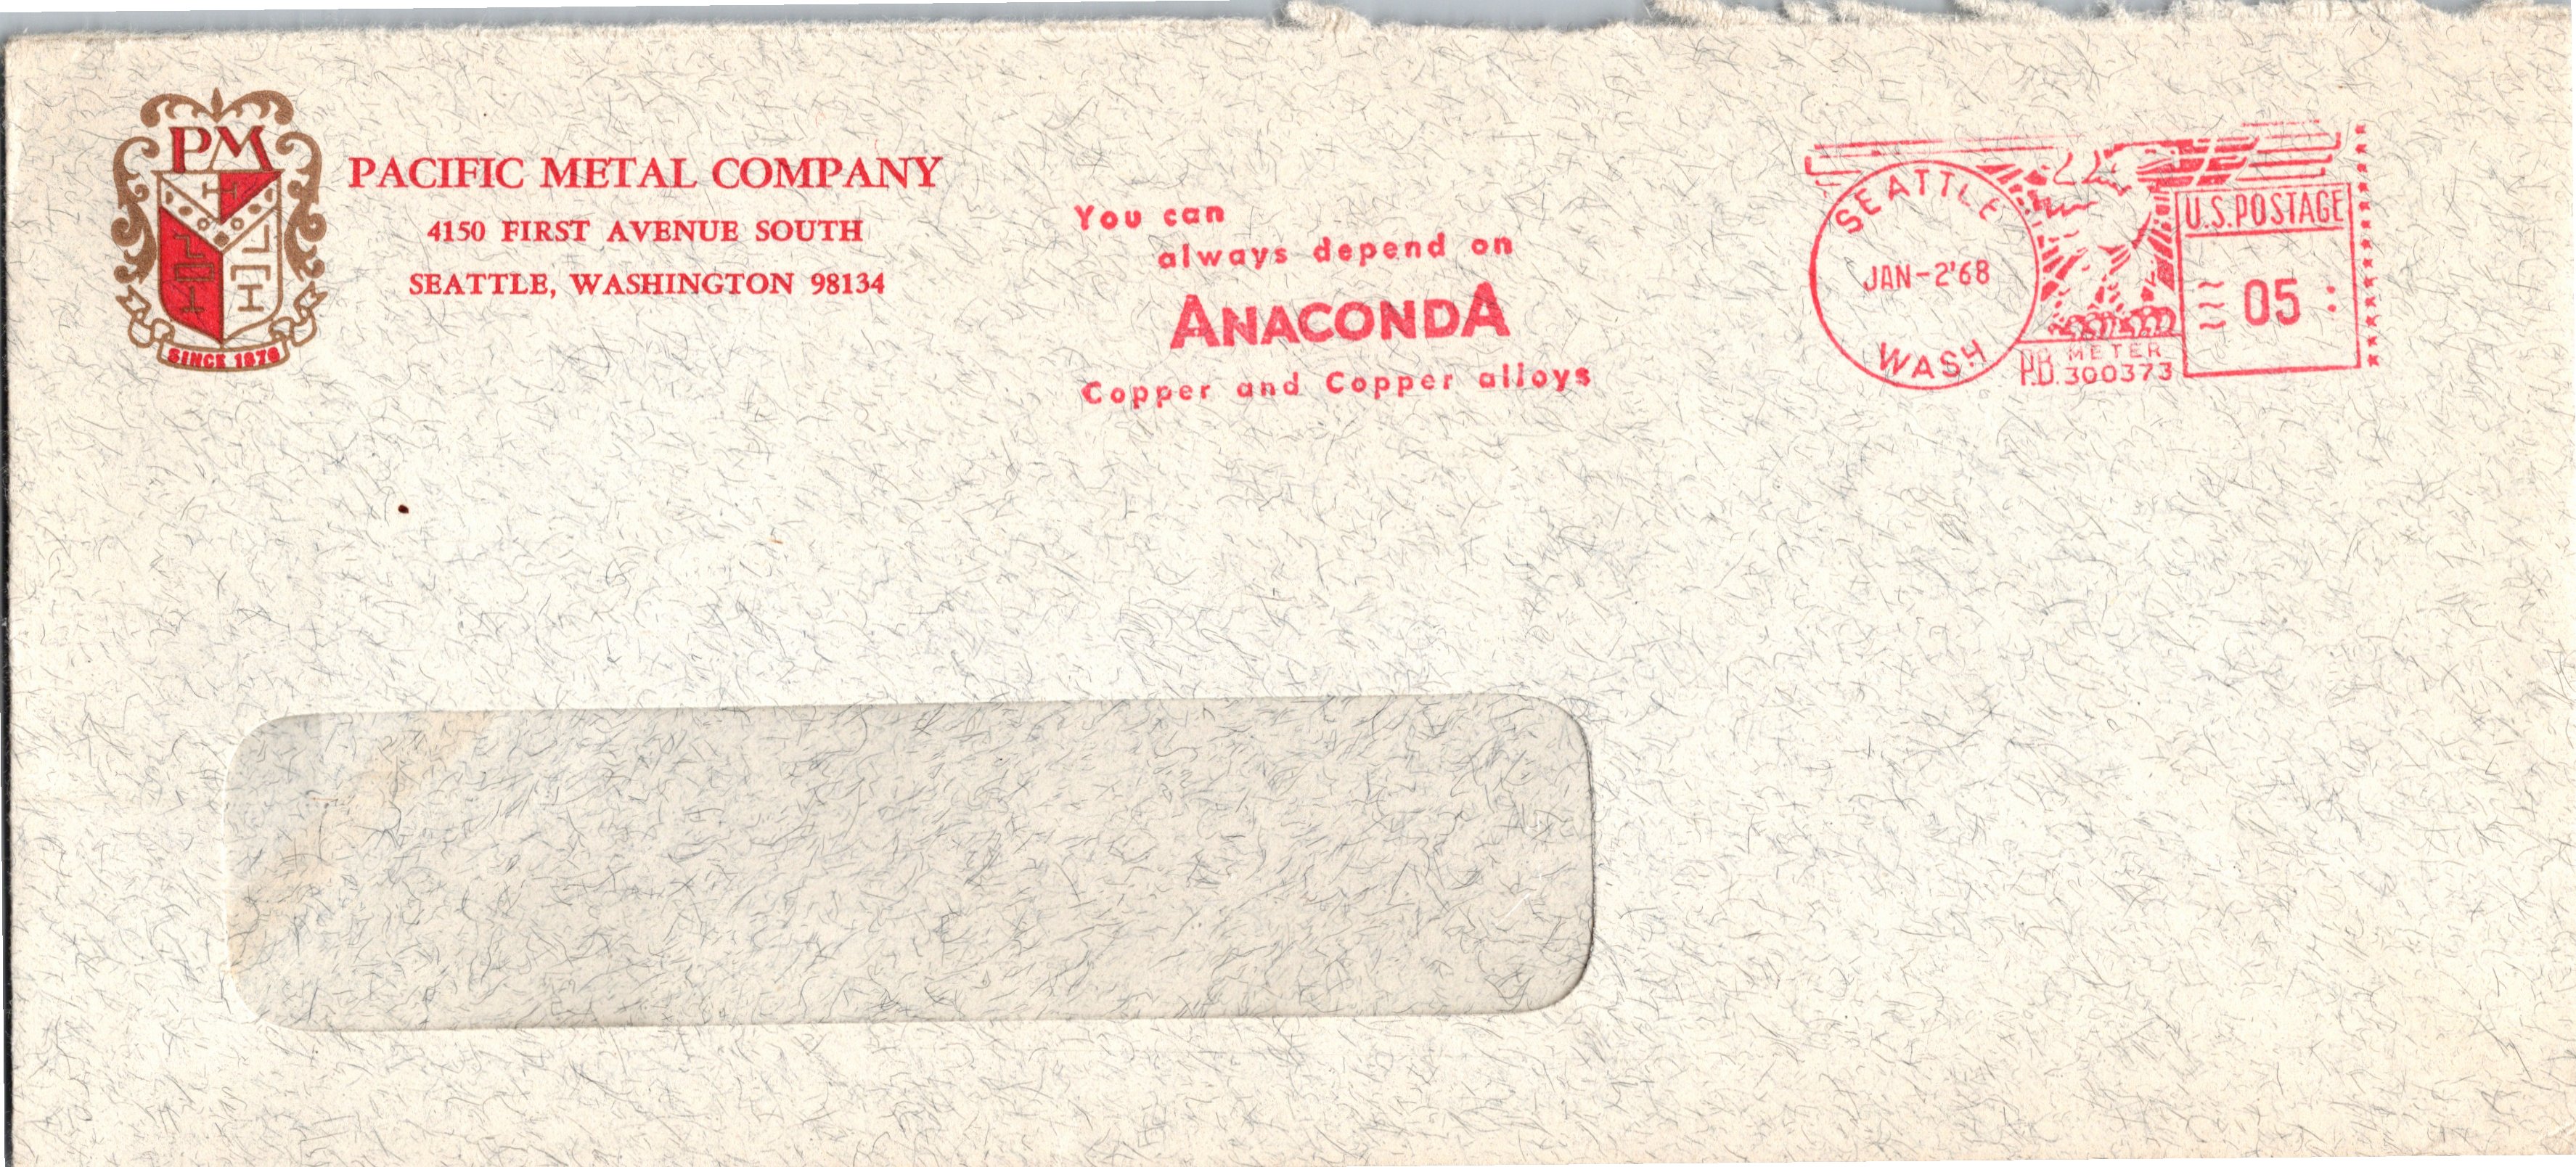 PM
SINCE 1876
PACIFIC METAL COMPANY
4150 FIRST AVENUE SOUTH
SEATTLE, WASHINGTON 98134
You can
always depend on
ANACONDA
Copper and Copper alloys
SEATTLE
JAN-2'68
WASH
P.B. METER
300373
U.S. POSTAGE
05